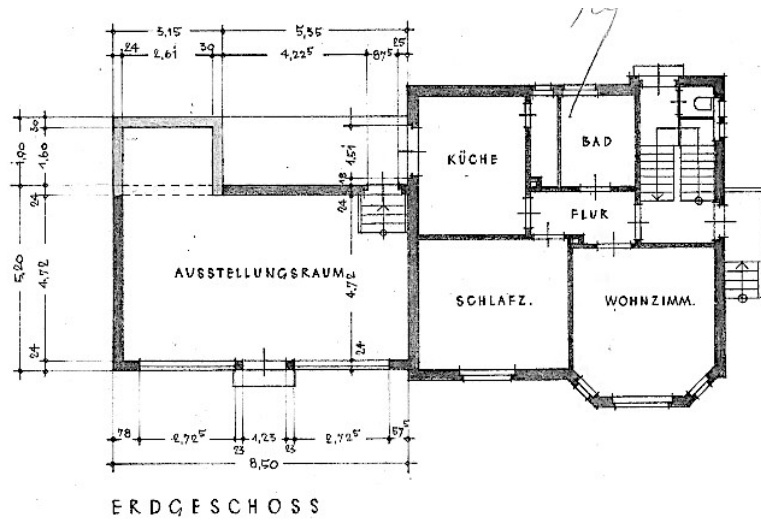 3,15 5,35
24 2,61 30 4,22⁵ 87⁵ 25
30
1,90 1,60 1,51
18
KÜCHE BAD
24 24
FLUR
5,20 4,72 AUSSTELLUNGSRAUM 4,72
SCHLAFZ. WOHNZIMM.
24 24
78 2,72⁵ 23 1,23 23 2,72⁵ 57⁵
8,50
ERDGESCHOSS